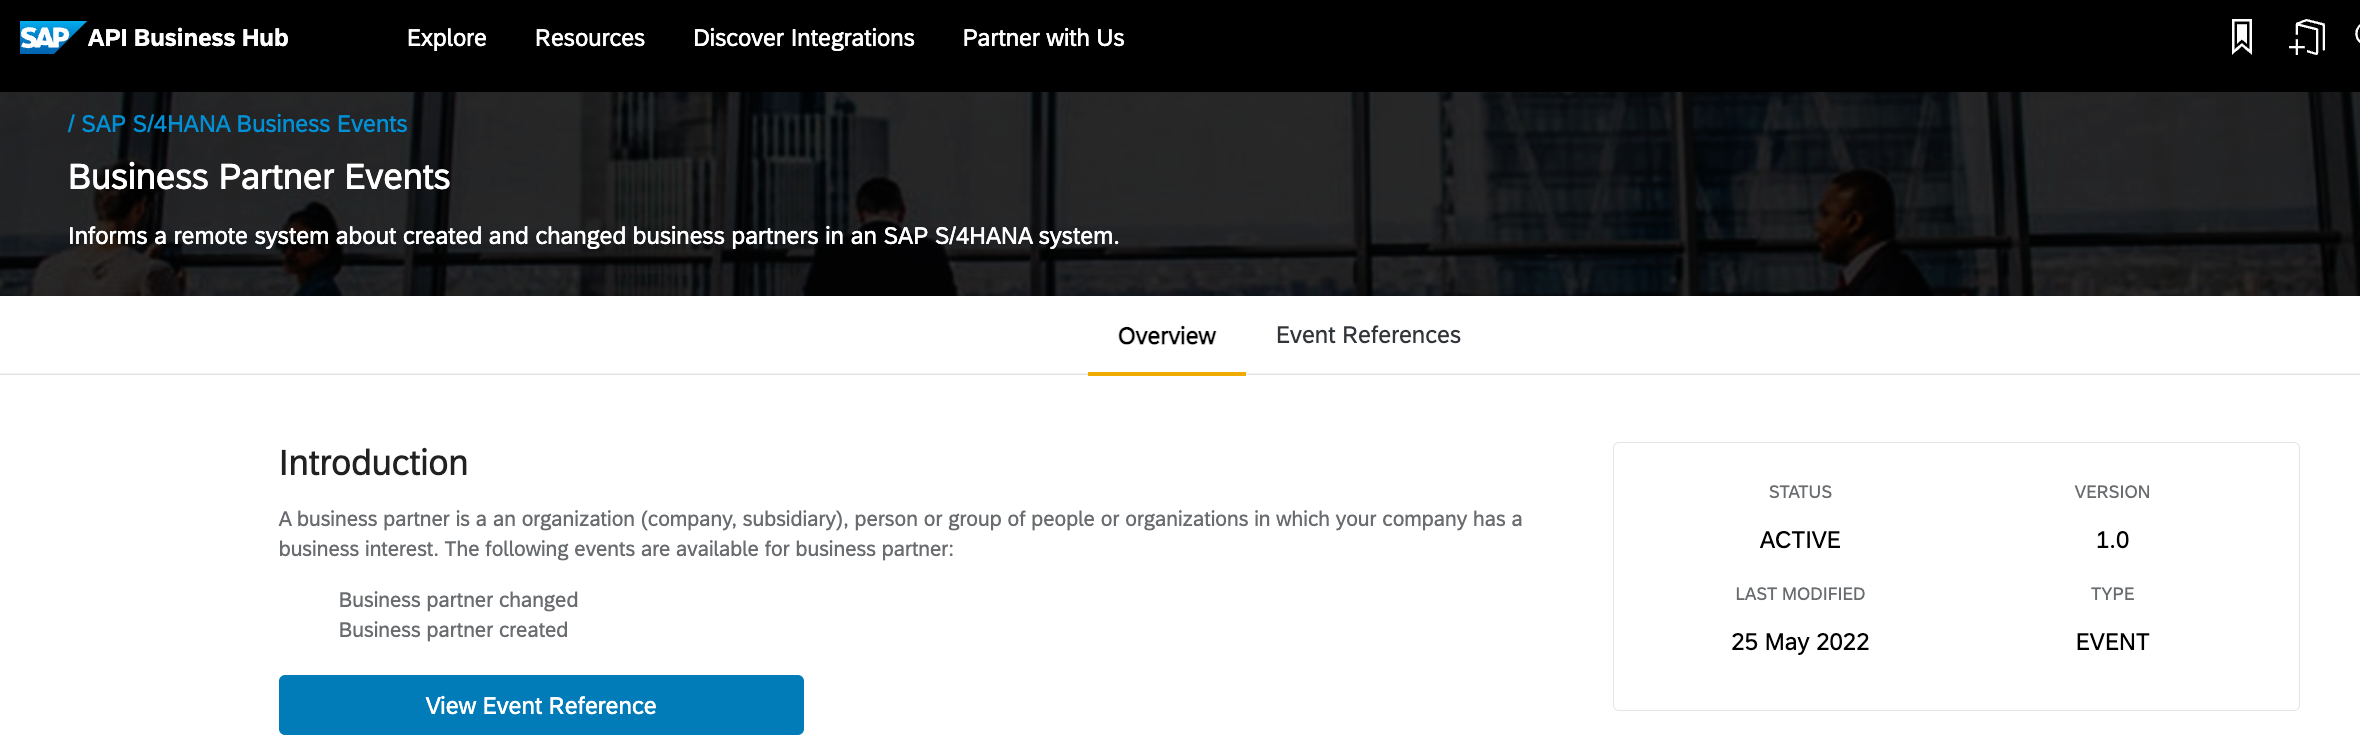 SAP API Business Hub
Explore
Resources
Discover Integrations
Partner with Us
/ SAP S/4HANA Business Events
Business Partner Events
Informs a remote system about created and changed business partners in an SAP S/4HANA system.
Overview
Event References
Introduction
A business partner is a an organization (company, subsidiary), person or group of people or organizations in which your company has a
business interest. The following events are available for business partner:
Business partner changed
Business partner created
View Event Reference
STATUS
VERSION
ACTIVE
1.0
LAST MODIFIED
TYPE
25 May 2022
EVENT